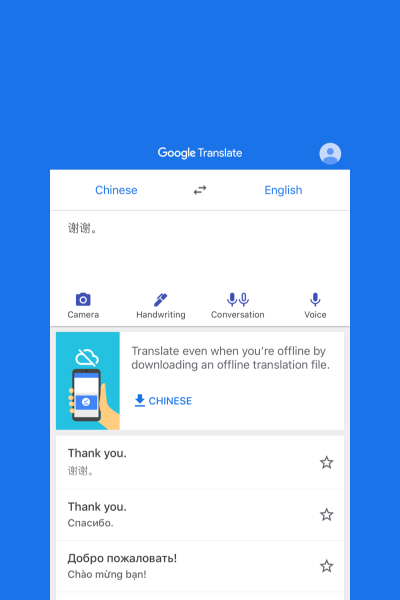 Google Translate
Chinese
English
谢谢。
Camera
Handwriting
Conversation
Voice
Translate even when you're offline by
downloading an offline translation file.
CHINESE
Thank you.
谢谢。
Thank you.
Спасибо.
Добро пожаловать!
Chào mừng bạn!